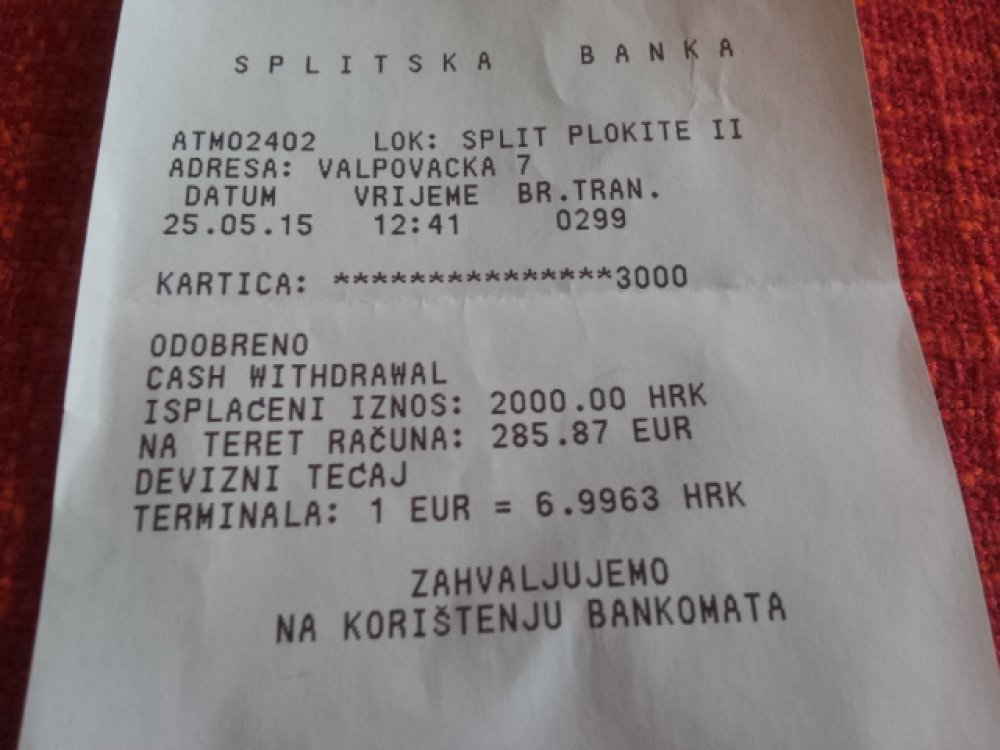 SPLITSKA BANKA
ATM02402 LOK: SPLIT PLOKITE II
ADRESA: VALPOVACKA 7
DATUM VRIJEME BR.TRAN.
25.05.15 12:41 0299
KARTICA: ***************3000
ODOBRENO
CASH WITHDRAWAL
ISPLAĆENI IZNOS: 2000.00 HRK
NA TERET RAČUNA: 285.87 EUR
DEVIZNI TEĆAJ
TERMINALA: 1 EUR = 6.9963 HRK
ZAHVALJUJEMO
NA KORIŠTENJU BANKOMATA